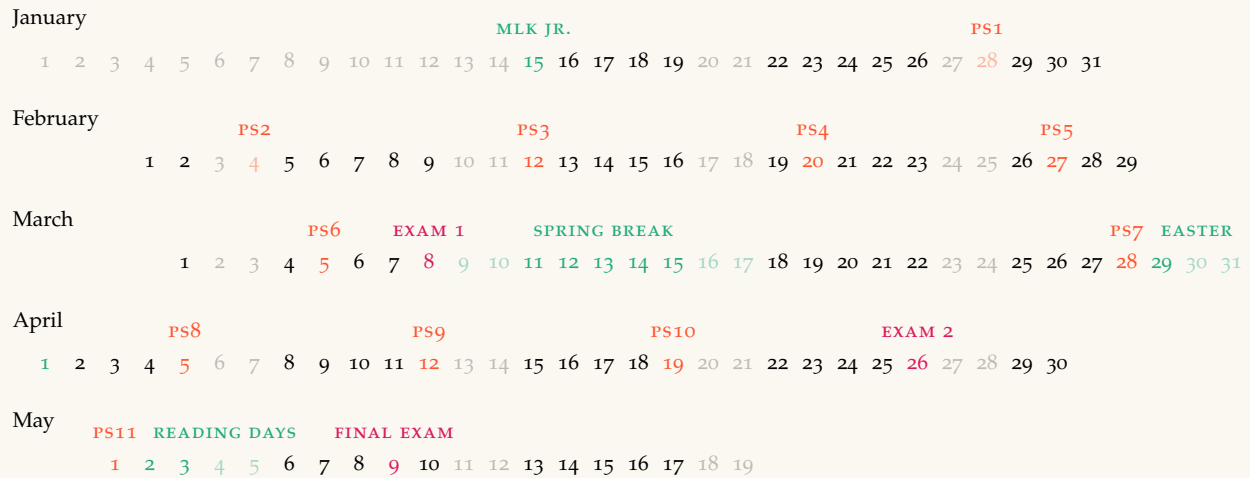 January
MLK JR. PS1
1 2 3 4 5 6 7 8 9 10 11 12 13 14 15 16 17 18 19 20 21 22 23 24 25 26 27 28 29 30 31
February
PS2 PS3 PS4 PS5
1 2 3 4 5 6 7 8 9 10 11 12 13 14 15 16 17 18 19 20 21 22 23 24 25 26 27 28 29
March
PS6 EXAM 1 SPRING BREAK PS7 EASTER
1 2 3 4 5 6 7 8 9 10 11 12 13 14 15 16 17 18 19 20 21 22 23 24 25 26 27 28 29 30 31
April
PS8 PS9 PS10 EXAM 2
1 2 3 4 5 6 7 8 9 10 11 12 13 14 15 16 17 18 19 20 21 22 23 24 25 26 27 28 29 30
May
PS11 READING DAYS FINAL EXAM
1 2 3 4 5 6 7 8 9 10 11 12 13 14 15 16 17 18 19